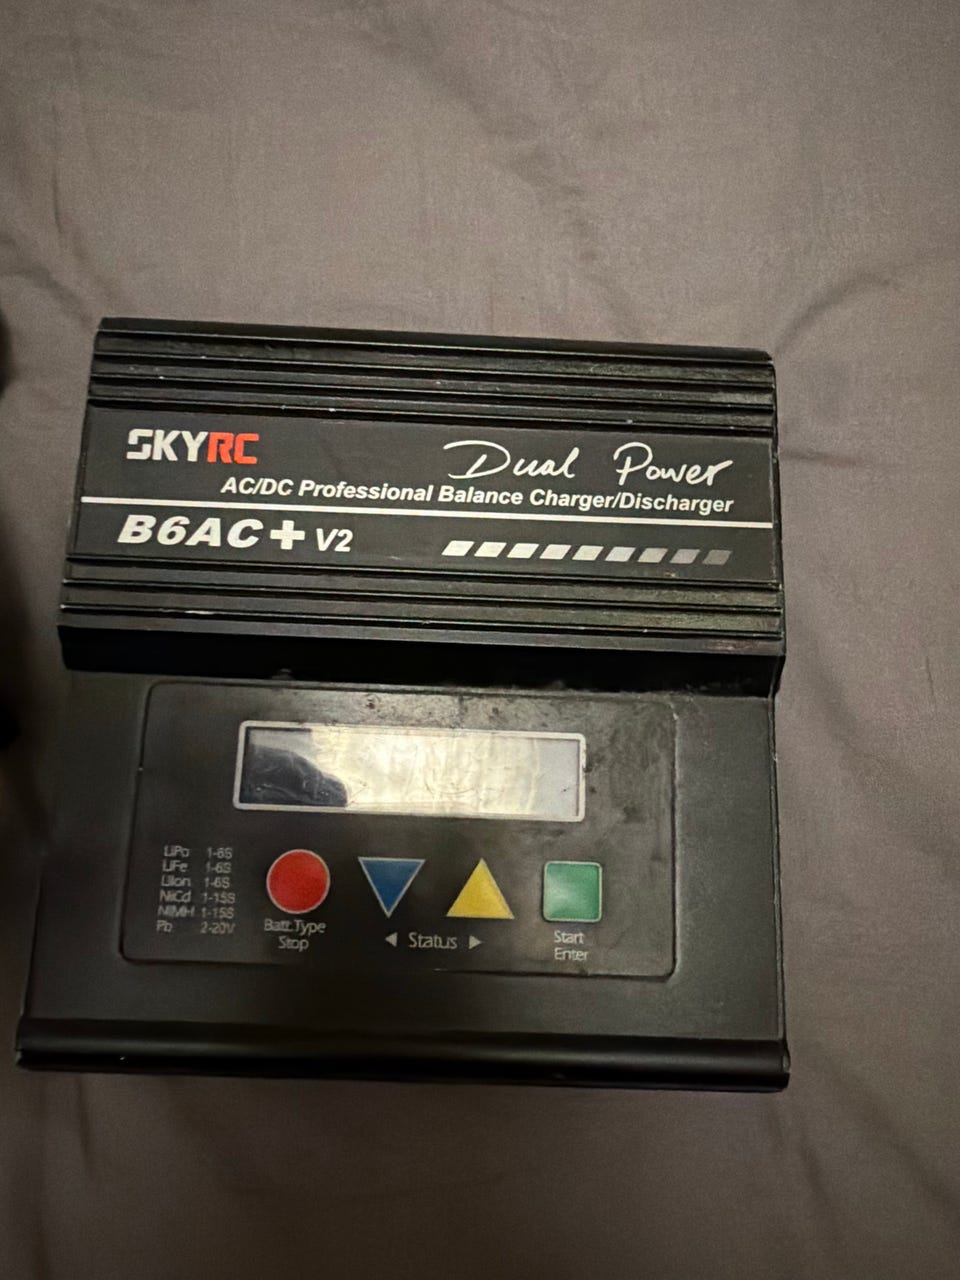 SKYRC
Dual Power
AC/DC Professional Balance Charger/Discharger
B6AC+ V2
LiPo 1-6S
LiFe 1-6S
LiIon 1-6S
NiCd 1-15S
NiMH 1-15S
Pb 2-20V
Batt.Type
Stop
◀ Status ▶
Start
Enter